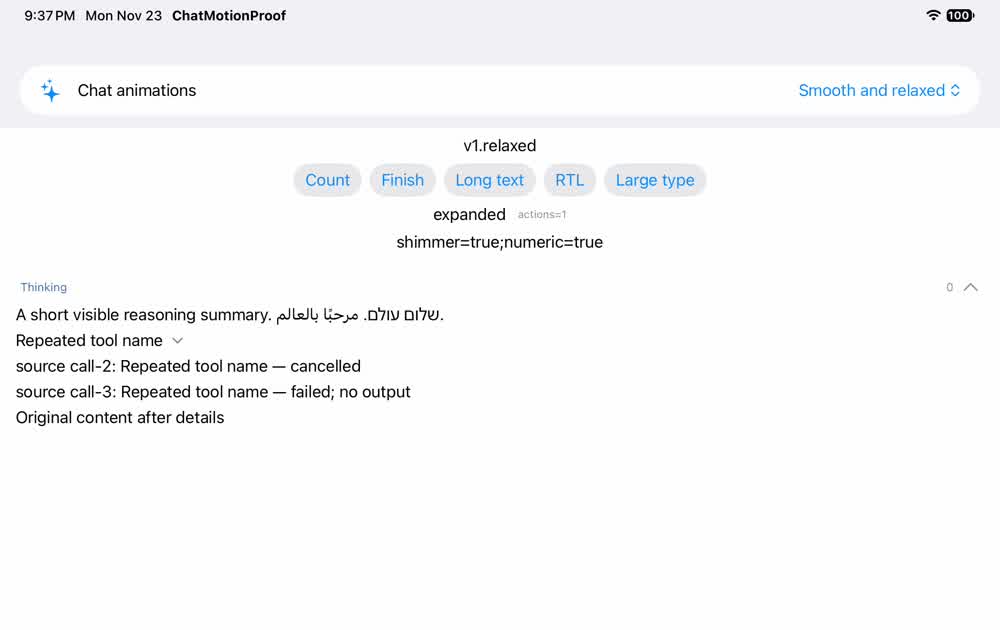 9:37 PM Mon Nov 23 ChatMotionProof 100
Chat animations Smooth and relaxed
v1.relaxed
Count Finish Long text RTL Large type
expanded actions=1
shimmer=true;numeric=true
Thinking 0
A short visible reasoning summary. שלום עולם. مرحبًا بالعالم.
Repeated tool name
source call-2: Repeated tool name — cancelled
source call-3: Repeated tool name — failed; no output
Original content after details